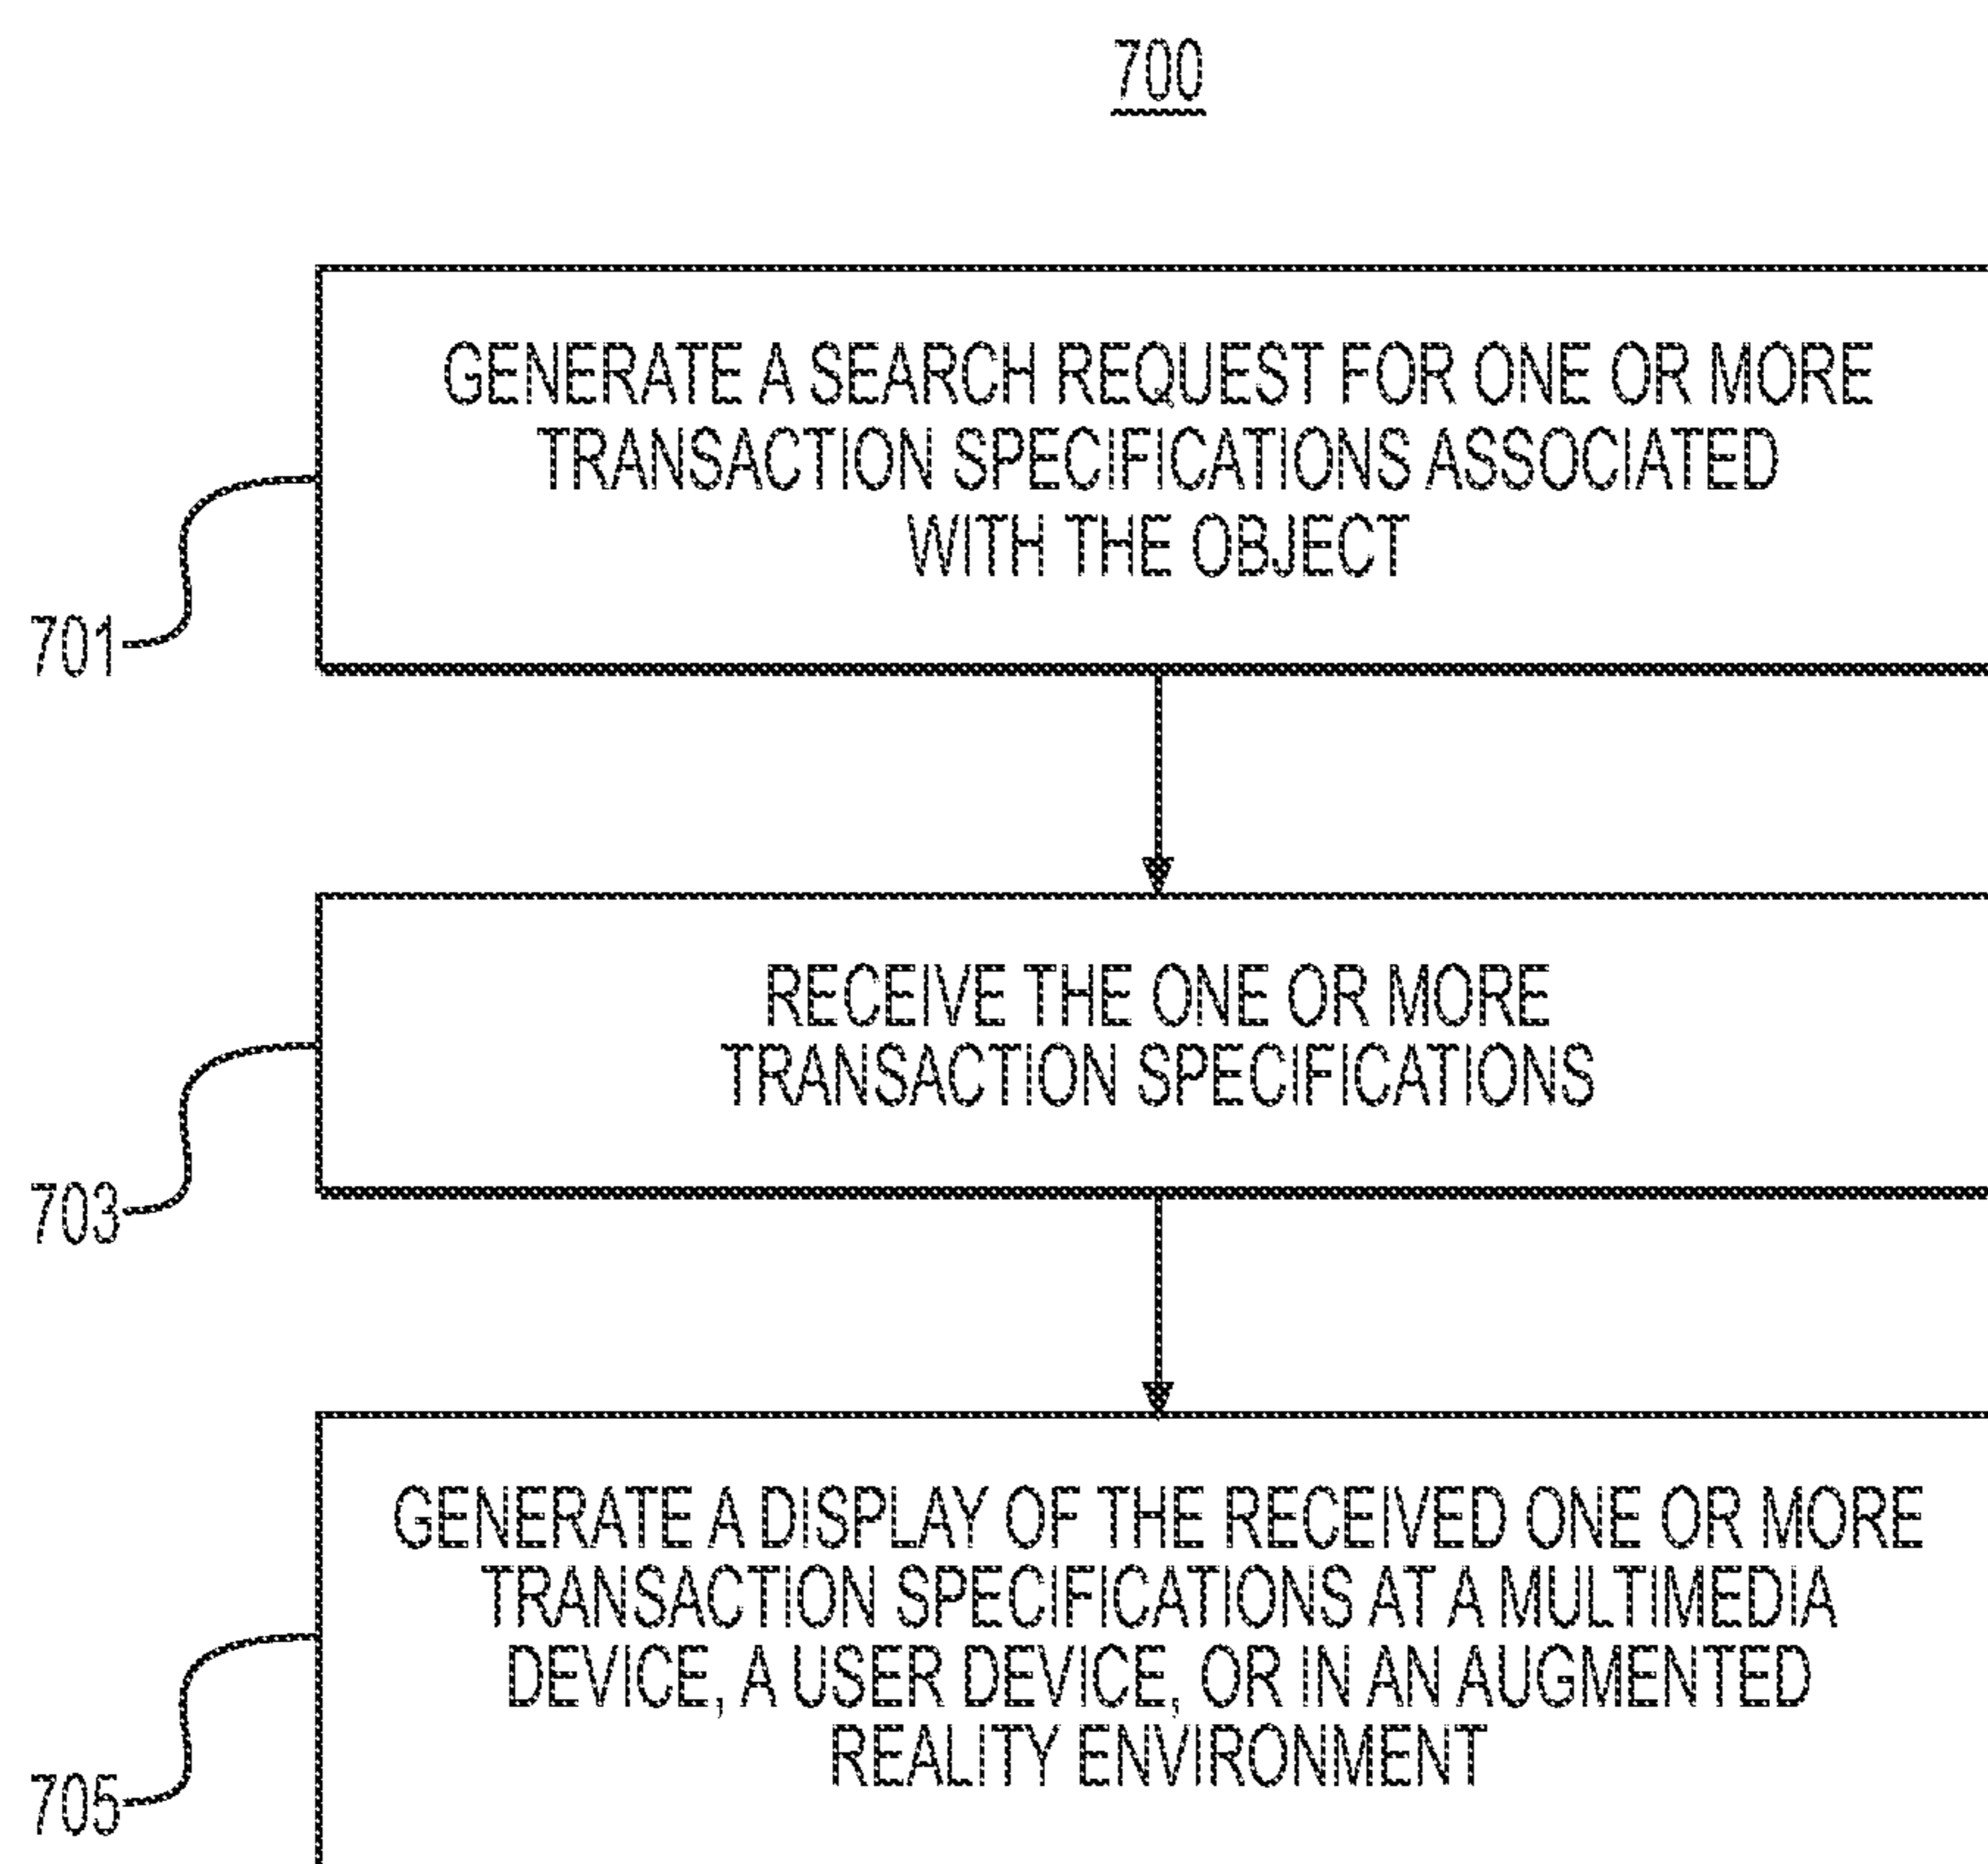 700
GENERATE A SEARCH REQUEST FOR ONE OR MORE
TRANSACTION SPECIFICATIONS ASSOCIATED
WITH THE OBJECT
701
RECEIVE THE ONE OR MORE
TRANSACTION SPECIFICATIONS
703
GENERATE A DISPLAY OF THE RECEIVED ONE OR MORE
TRANSACTION SPECIFICATIONS AT A MULTIMEDIA
DEVICE, A USER DEVICE, OR IN AN AUGMENTED
REALITY ENVIRONMENT
705